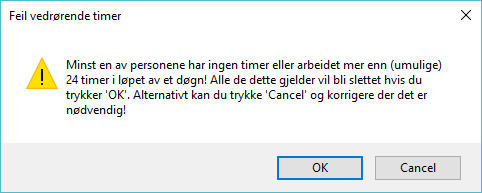 Feil vedrørende timer
Minst en av personene har ingen timer eller arbeidet mer enn (umulige)
24 timer i løpet av et døgn! Alle de dette gjelder vil bli slettet hvis du
trykker 'OK'. Alternativt kan du trykke 'Cancel' og korrigere der det er
nødvendig!
OK
Cancel